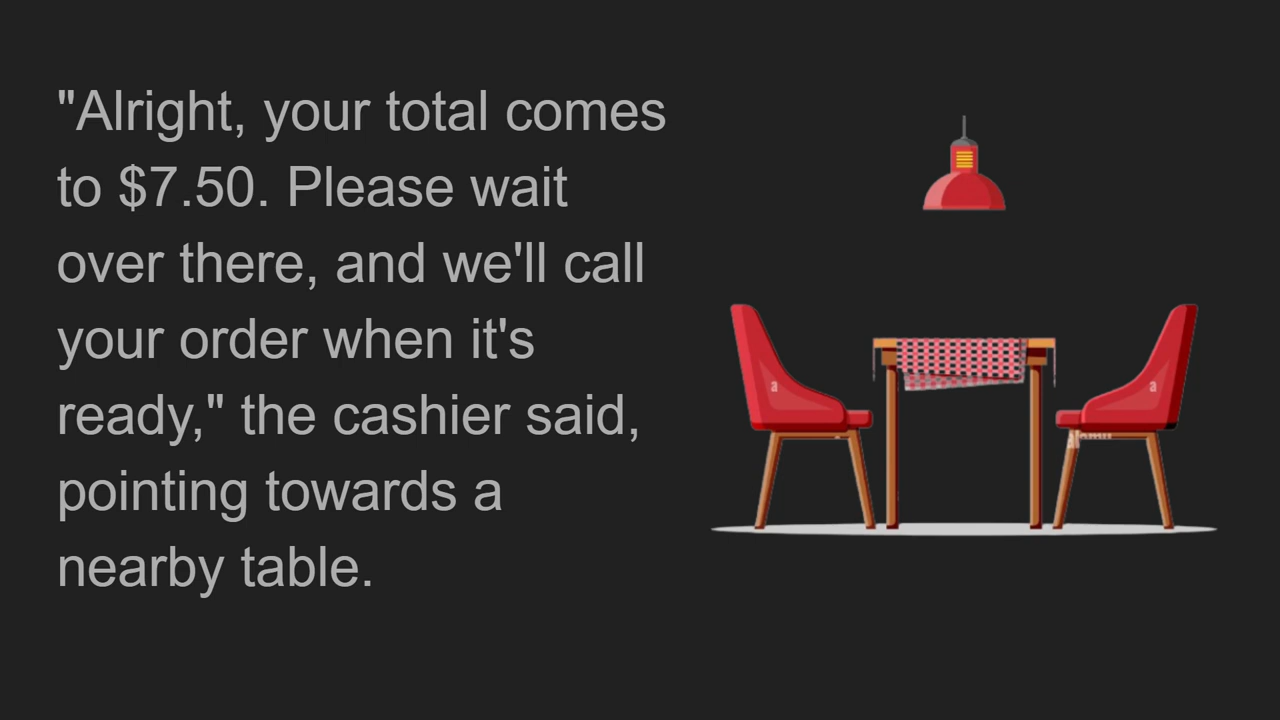 "Alright, your total comes
to $7.50. Please wait
over there, and we'll call
your order when it's
ready," the cashier said,
pointing towards a
nearby table.
a
a
alamy